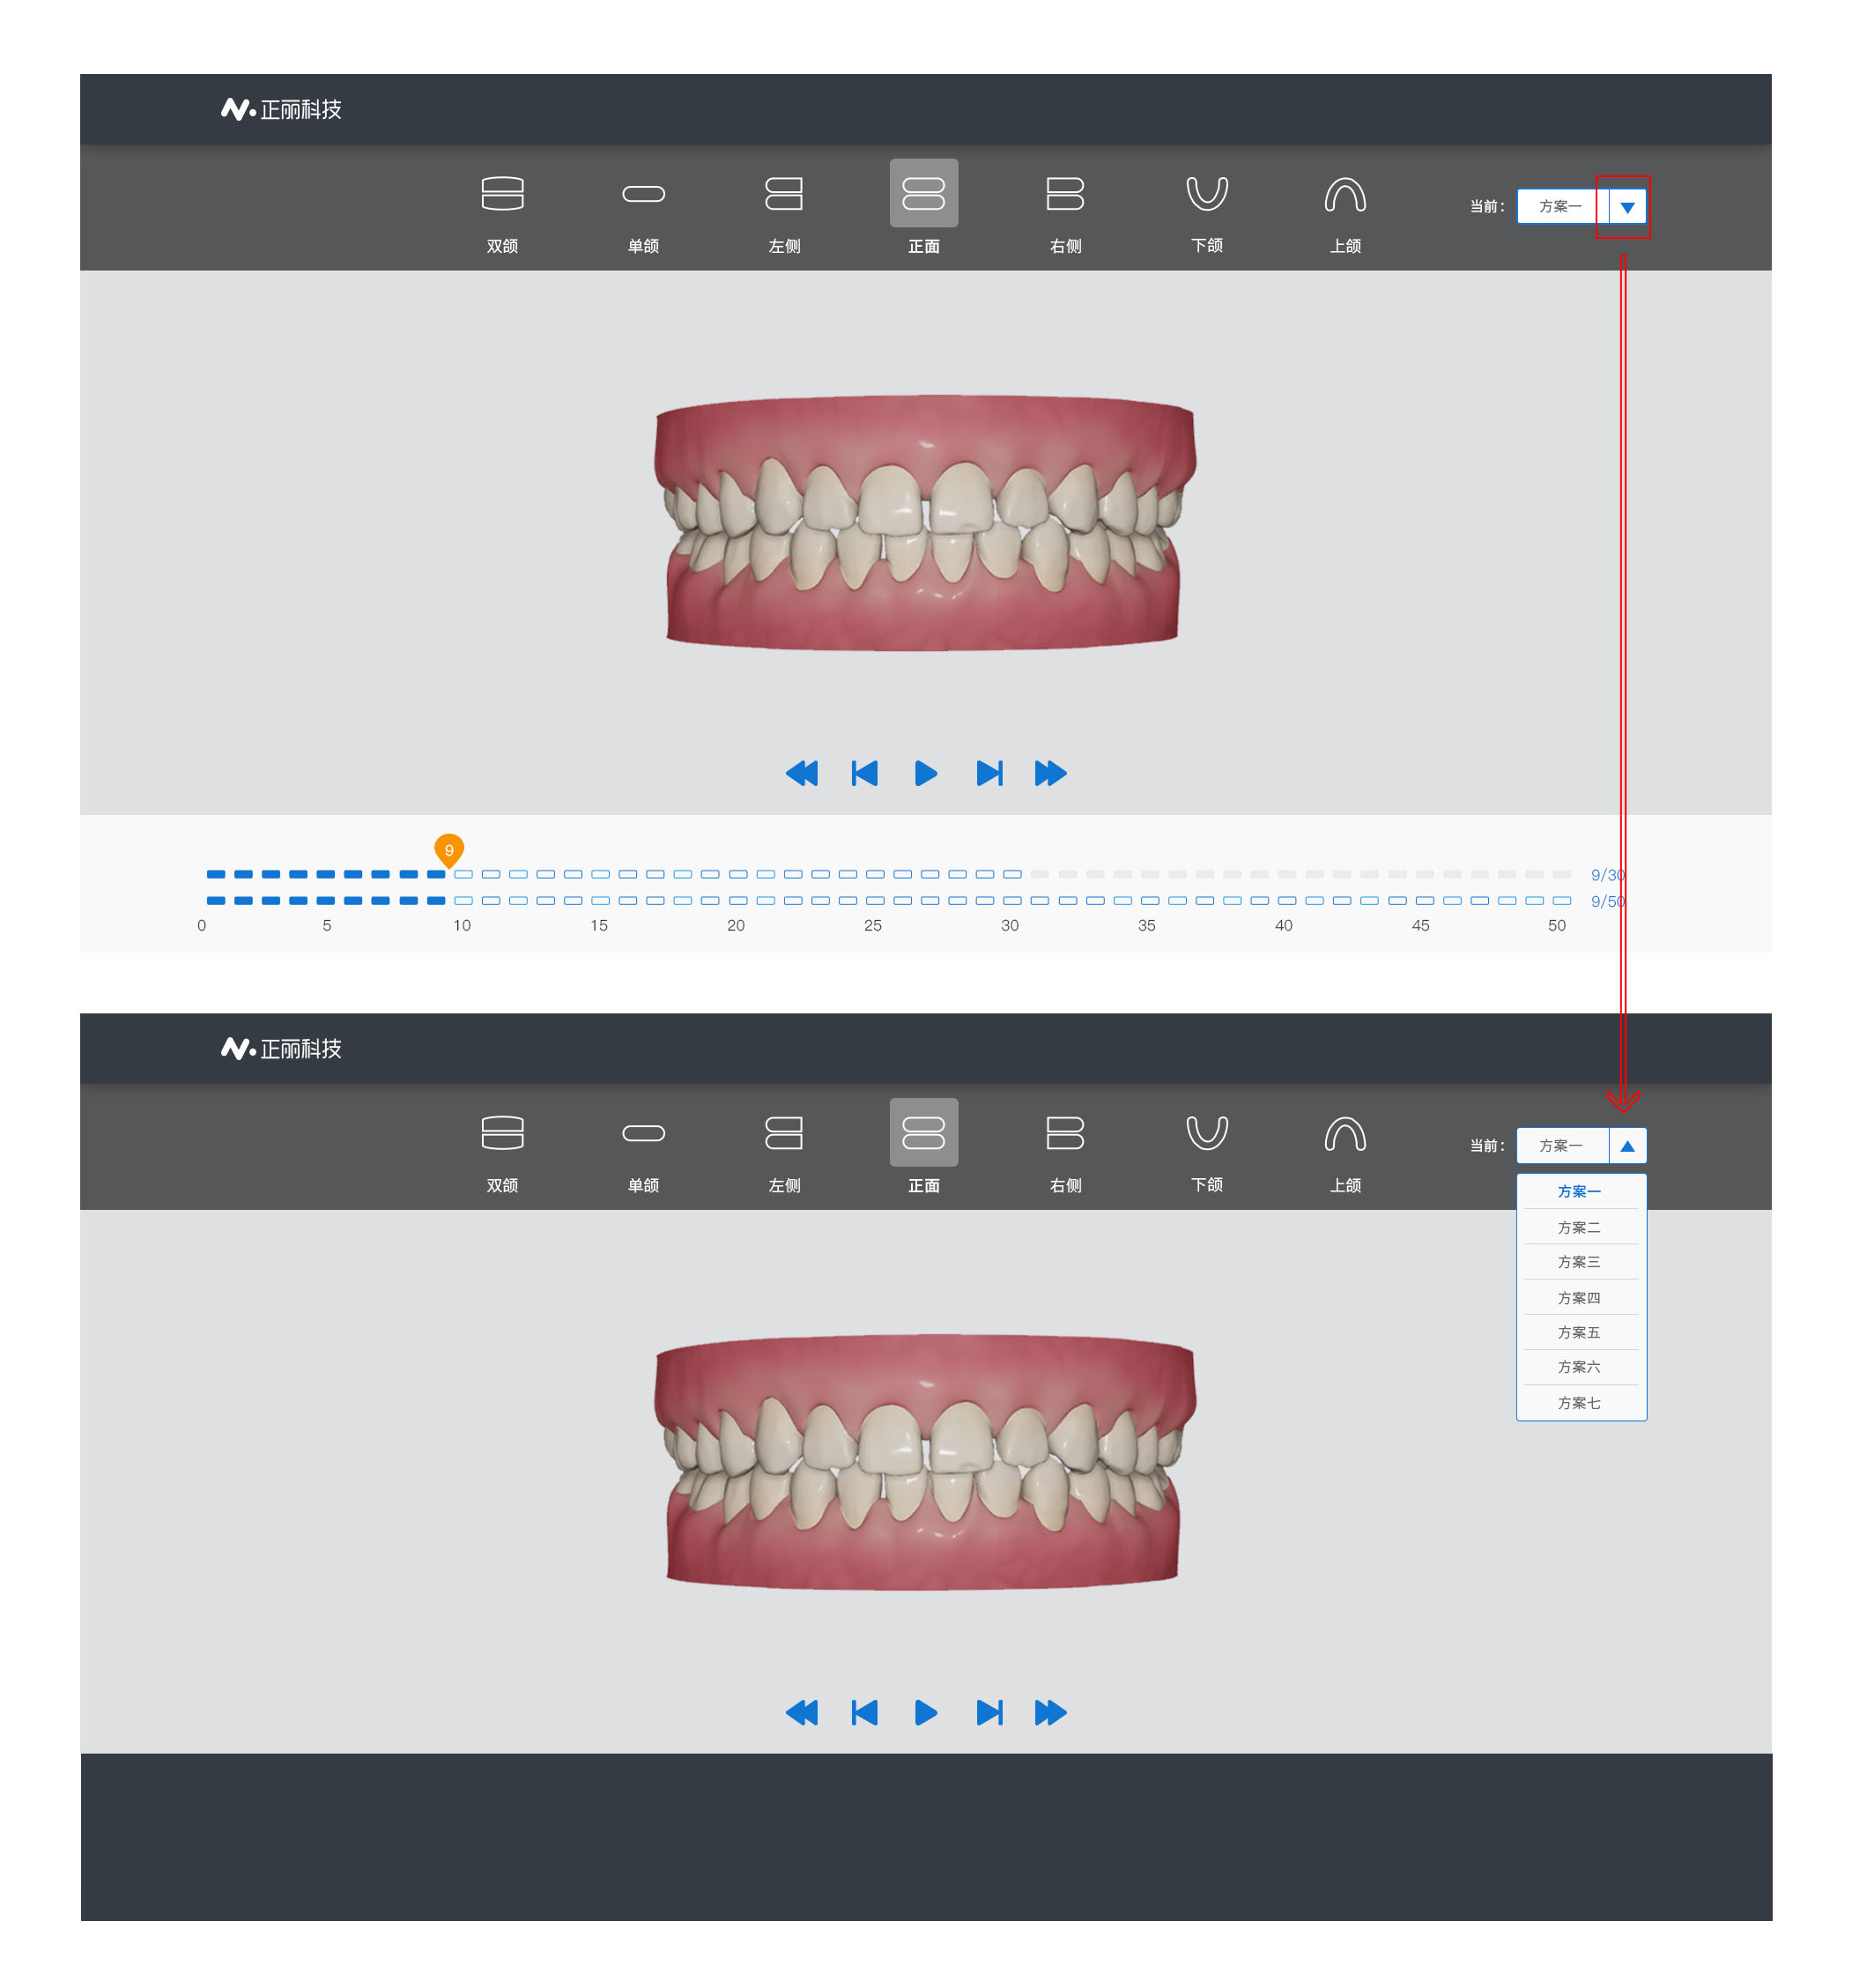 正丽科技
双颌 单颌 左侧 正面 右侧 下颌 上颌
当前： 方案一
9
9/30
9/50
0 5 10 15 20 25 30 35 40 45 50
正丽科技
双颌 单颌 左侧 正面 右侧 下颌 上颌
当前： 方案一
方案一
方案二
方案三
方案四
方案五
方案六
方案七